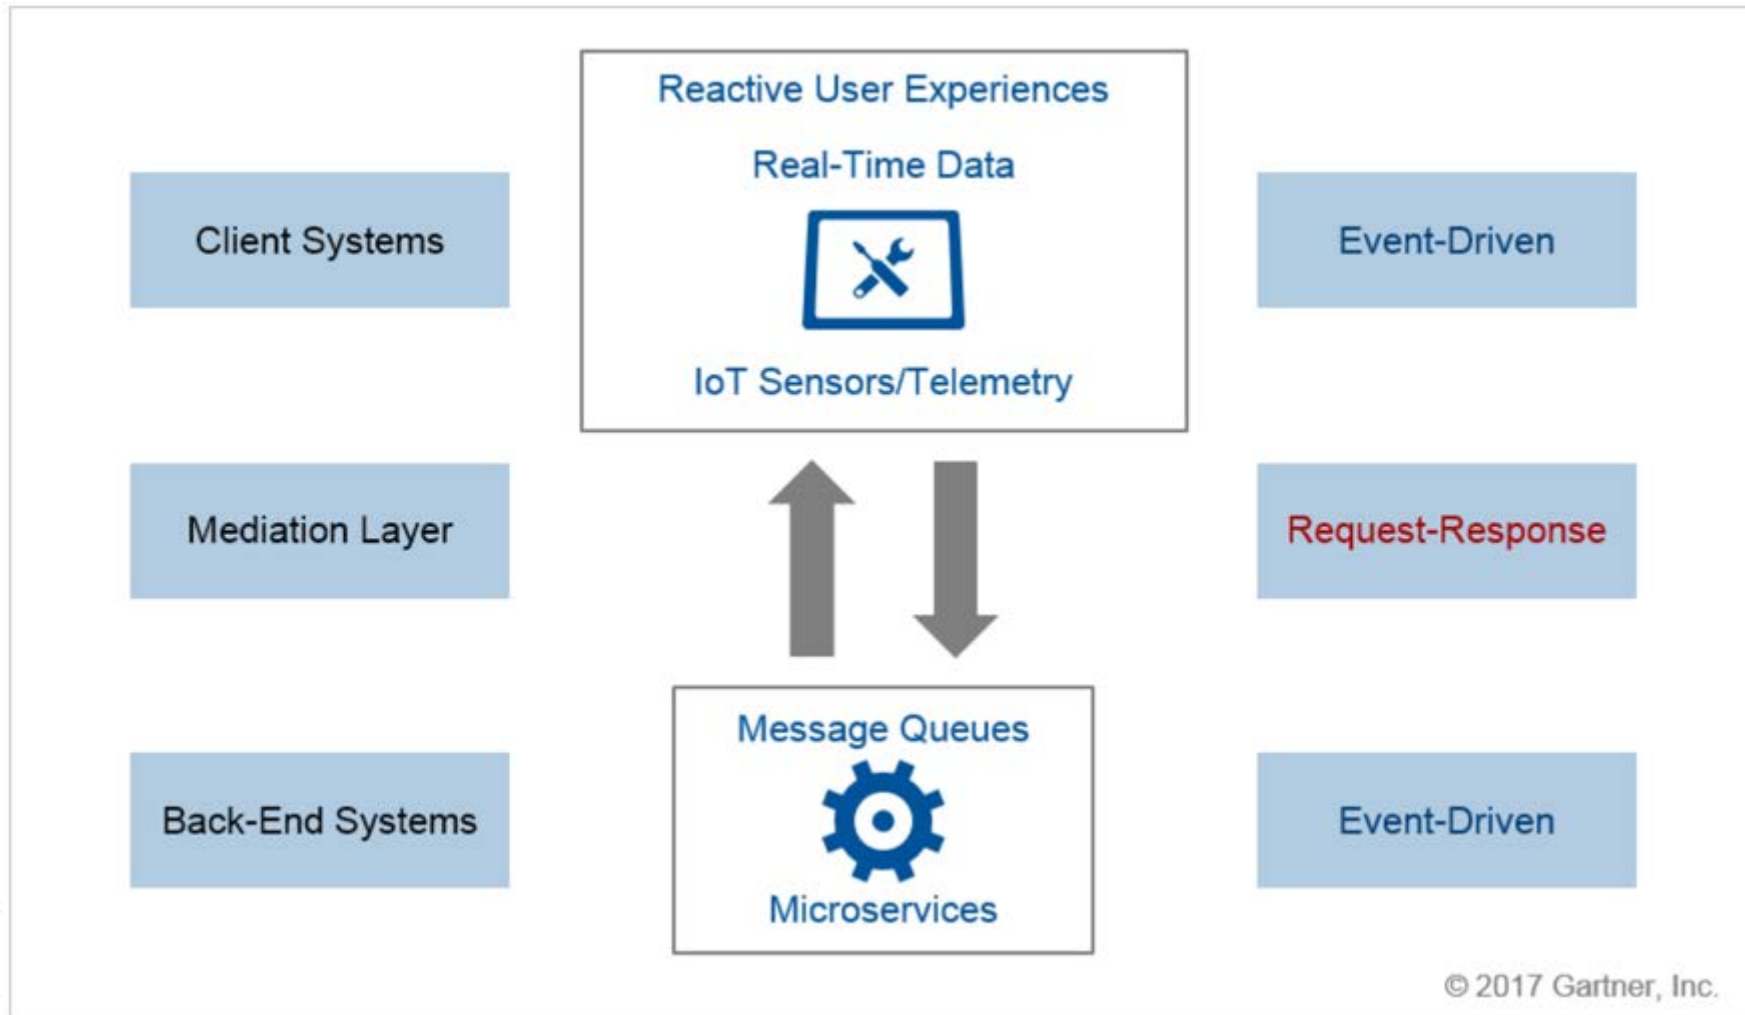 Reactive User Experiences
Real-Time Data
Client Systems
Event-Driven
IoT Sensors/Telemetry
Mediation Layer
Request-Response
Message Queues
Back-End Systems
Event-Driven
Microservices
© 2017 Gartner, Inc.